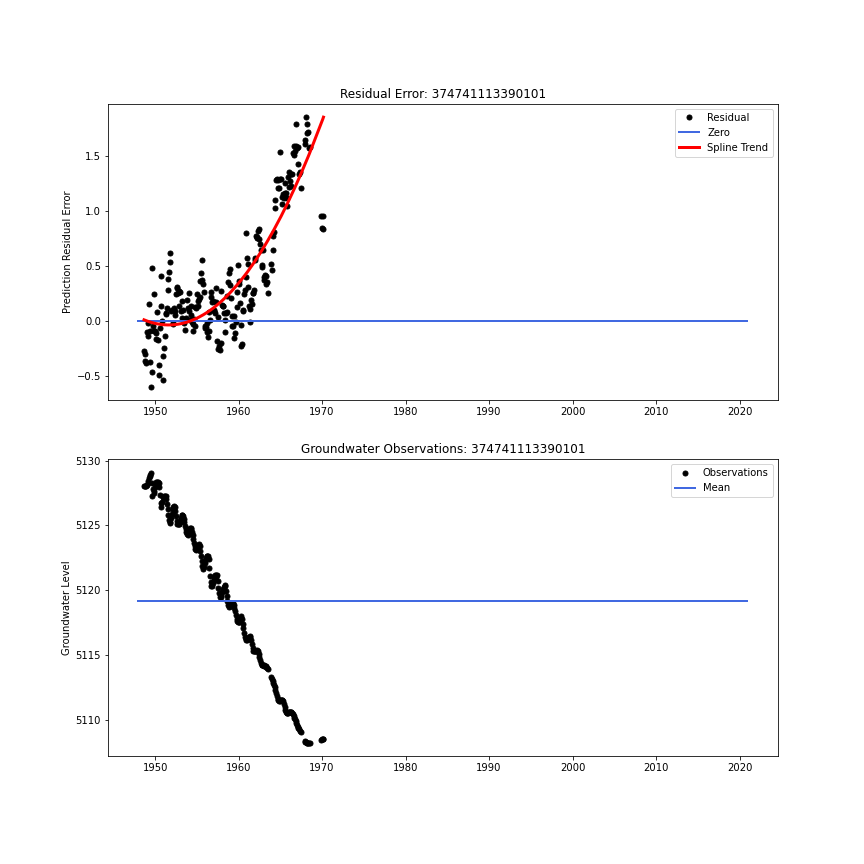 Residual Error: 374741113390101
Prediction Residual Error
1.5
1.0
0.5
0.0
−0.5
Residual
Zero
Spline Trend
1950 1960 1970 1980 1990 2000 2010 2020
Groundwater Observations: 374741113390101
Groundwater Level
5130
5125
5120
5115
5110
Observations
Mean
1950 1960 1970 1980 1990 2000 2010 2020